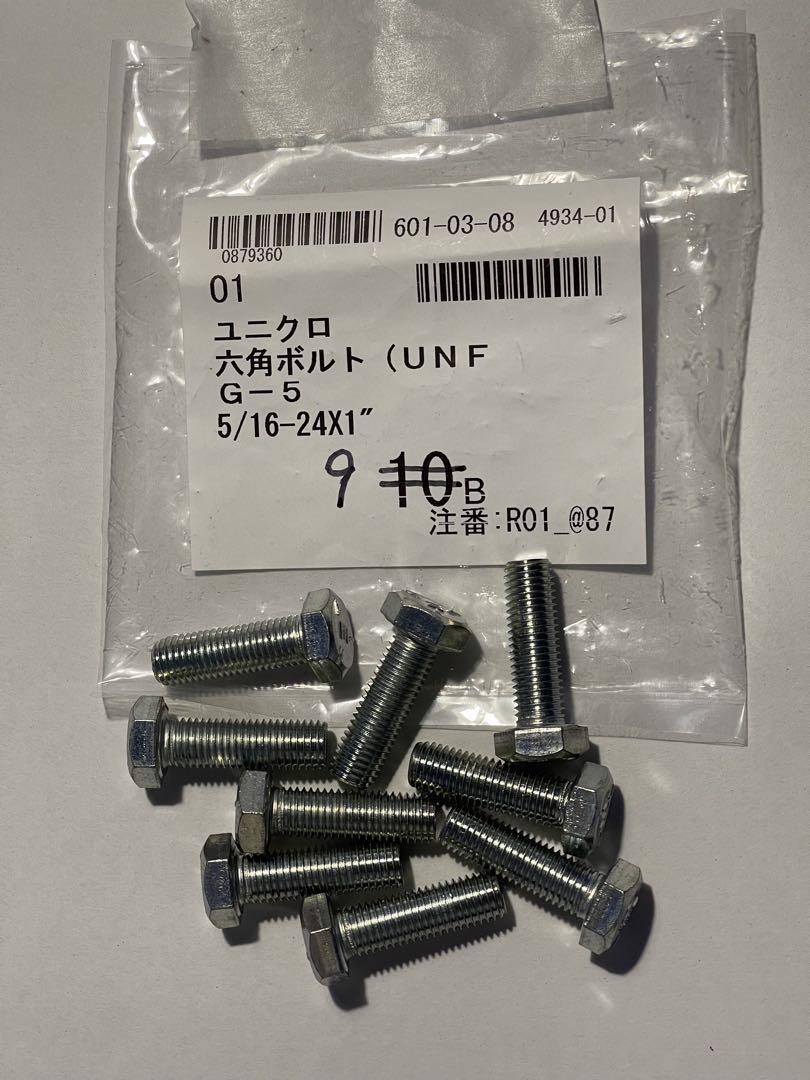 601-03-08 4934-01
0879360
01
ユニクロ
六角ボルト（ＵＮＦ
Ｇ－５
5/16-24X1"
9 10B
注番:R01_@87